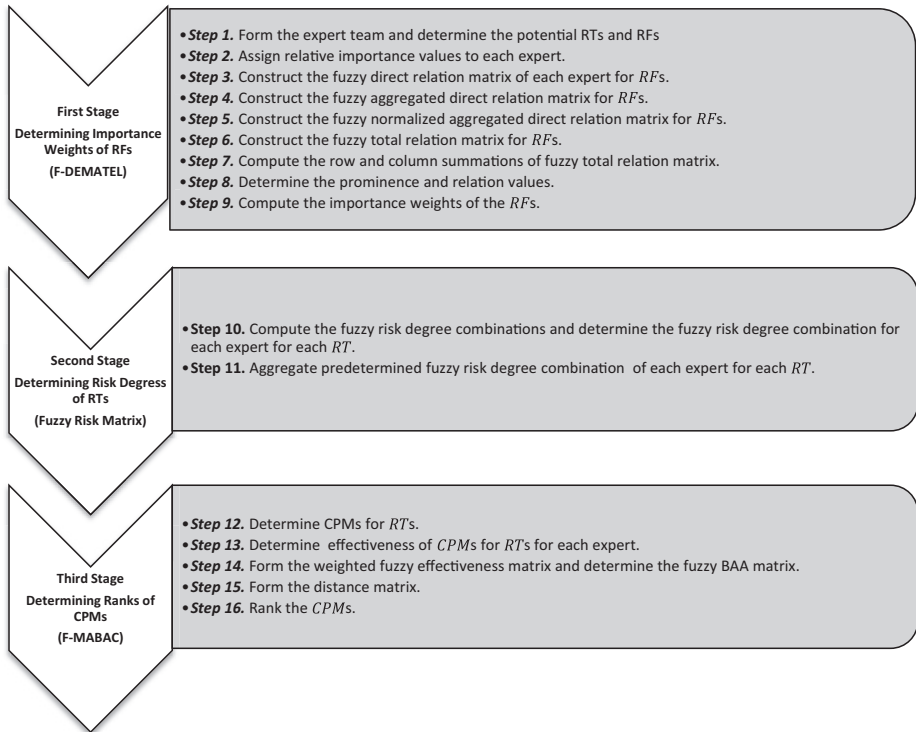 First Stage
Determining Importance
Weights of RFs
(F-DEMATEL)
•Step 1. Form the expert team and determine the potential RTs and RFs
•Step 2. Assign relative importance values to each expert.
•Step 3. Construct the fuzzy direct relation matrix of each expert for RFs.
•Step 4. Construct the fuzzy aggregated direct relation matrix for RFs.
•Step 5. Construct the fuzzy normalized aggregated direct relation matrix for RFs.
•Step 6. Construct the fuzzy total relation matrix for RFs.
•Step 7. Compute the row and column summations of fuzzy total relation matrix.
•Step 8. Determine the prominence and relation values.
•Step 9. Compute the importance weights of the RFs.
Second Stage
Determining Risk Degress
of RTs
(Fuzzy Risk Matrix)
•Step 10. Compute the fuzzy risk degree combinations and determine the fuzzy risk degree combination for
each expert for each RT.
•Step 11. Aggregate predetermined fuzzy risk degree combination of each expert for each RT.
Third Stage
Determining Ranks of
CPMs
(F-MABAC)
•Step 12. Determine CPMs for RTs.
•Step 13. Determine effectiveness of CPMs for RTs for each expert.
•Step 14. Form the weighted fuzzy effectiveness matrix and determine the fuzzy BAA matrix.
•Step 15. Form the distance matrix.
•Step 16. Rank the CPMs.